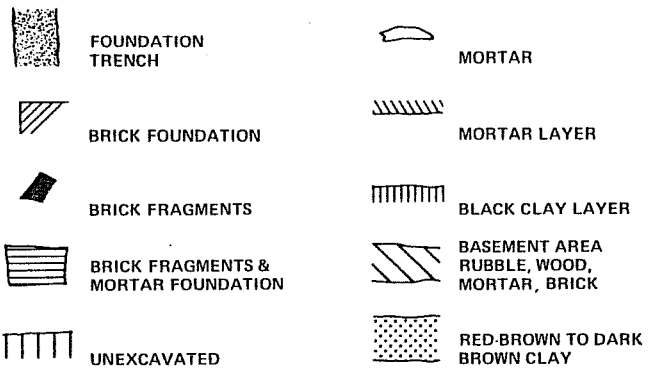 FOUNDATION
TRENCH
BRICK FOUNDATION
BRICK FRAGMENTS
BRICK FRAGMENTS &
MORTAR FOUNDATION
UNEXCAVATED
MORTAR
MORTAR LAYER
BLACK CLAY LAYER
BASEMENT AREA
RUBBLE, WOOD,
MORTAR, BRICK
RED-BROWN TO DARK
BROWN CLAY